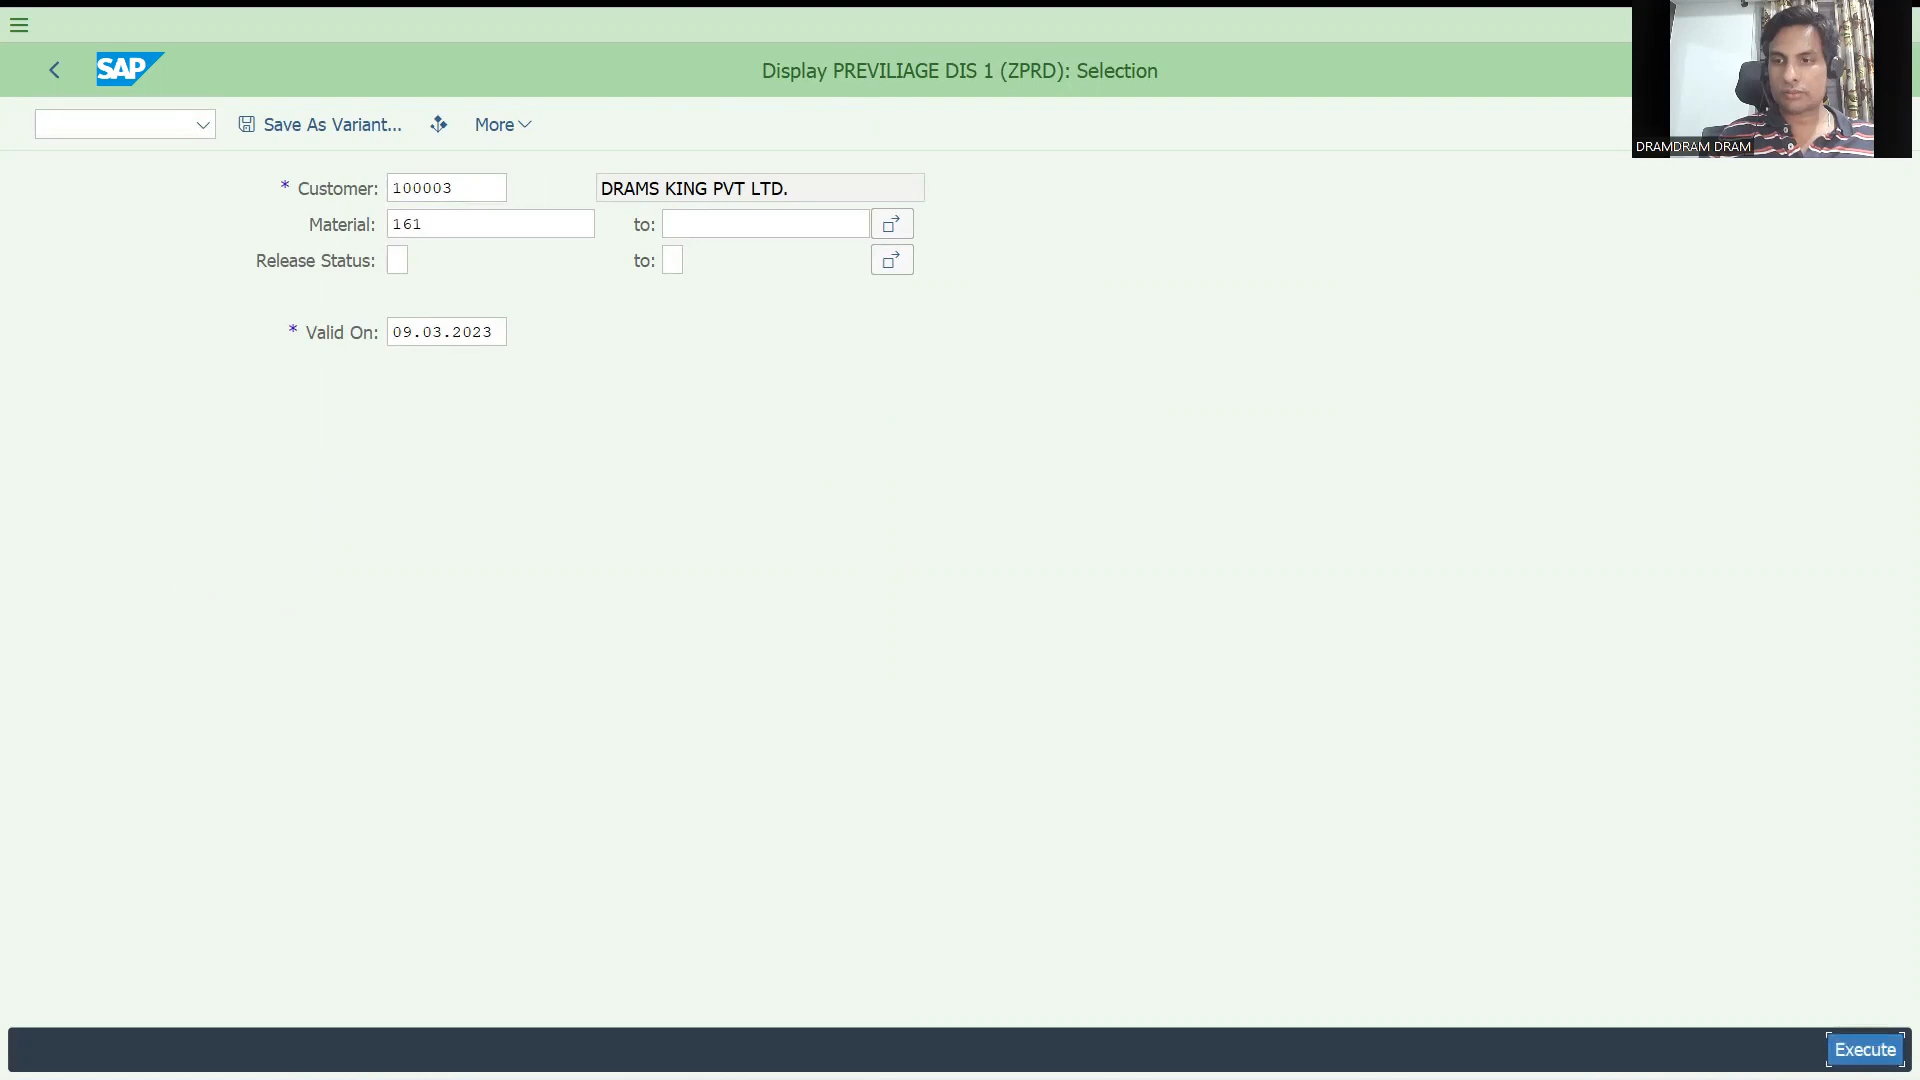 SAP
Display PREVILIAGE DIS 1 (ZPRD): Selection
Save As Variant...
More
DRAMDRAM DRAM
* Customer: 100003 DRAMS KING PVT LTD.
Material: 161 to:
Release Status: to:
* Valid On: 09.03.2023
Execute